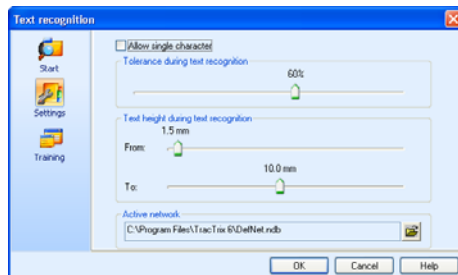 Text recognition
Start
Settings
Training
Allow single character
Tolerance during text recognition
60%
Text height during text recognition
1.5 mm
From:
10.0 mm
To:
Active network
C:\Program Files\TracTrix 6\DefNet.ndb
OK Cancel Help